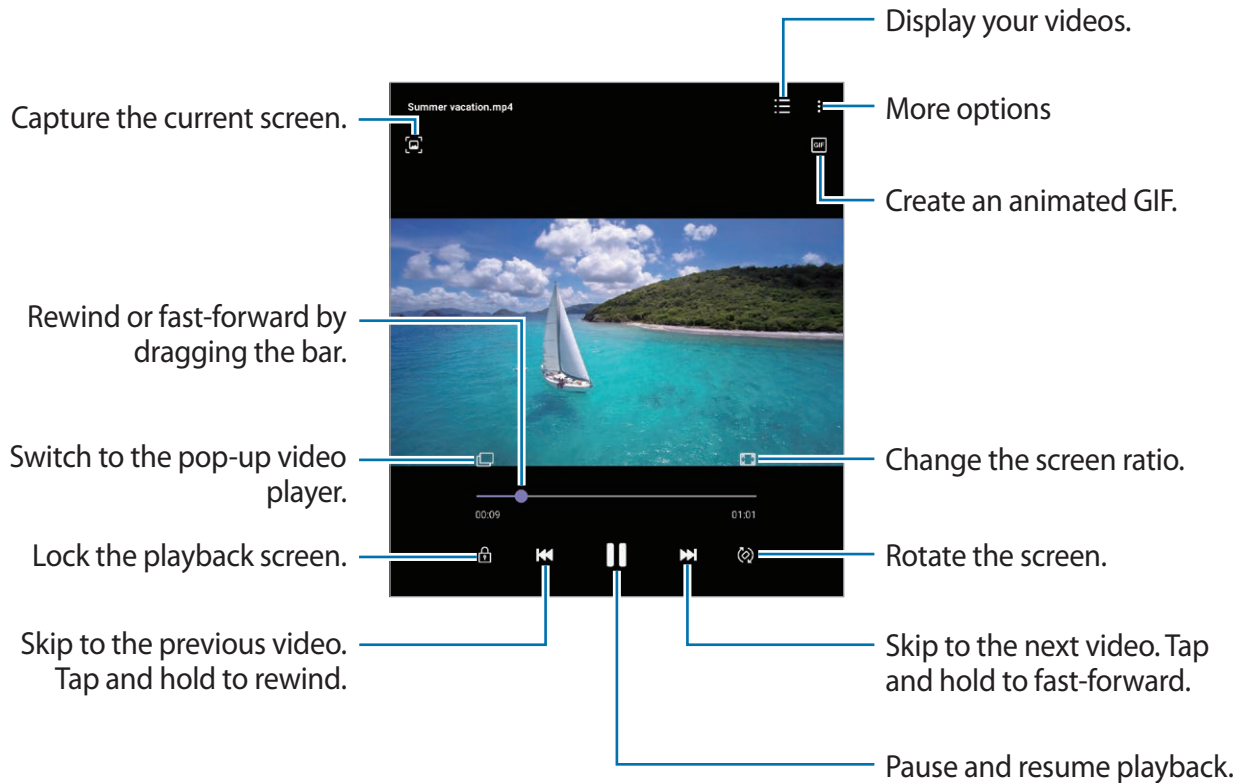 Display your videos.
Summer vacation.mp4
More options
Capture the current screen.
GIF
Create an animated GIF.
Rewind or fast-forward by
dragging the bar.
Switch to the pop-up video
player.
Change the screen ratio.
00:09
01:01
Lock the playback screen.
Rotate the screen.
Skip to the previous video.
Tap and hold to rewind.
Skip to the next video. Tap
and hold to fast-forward.
Pause and resume playback.